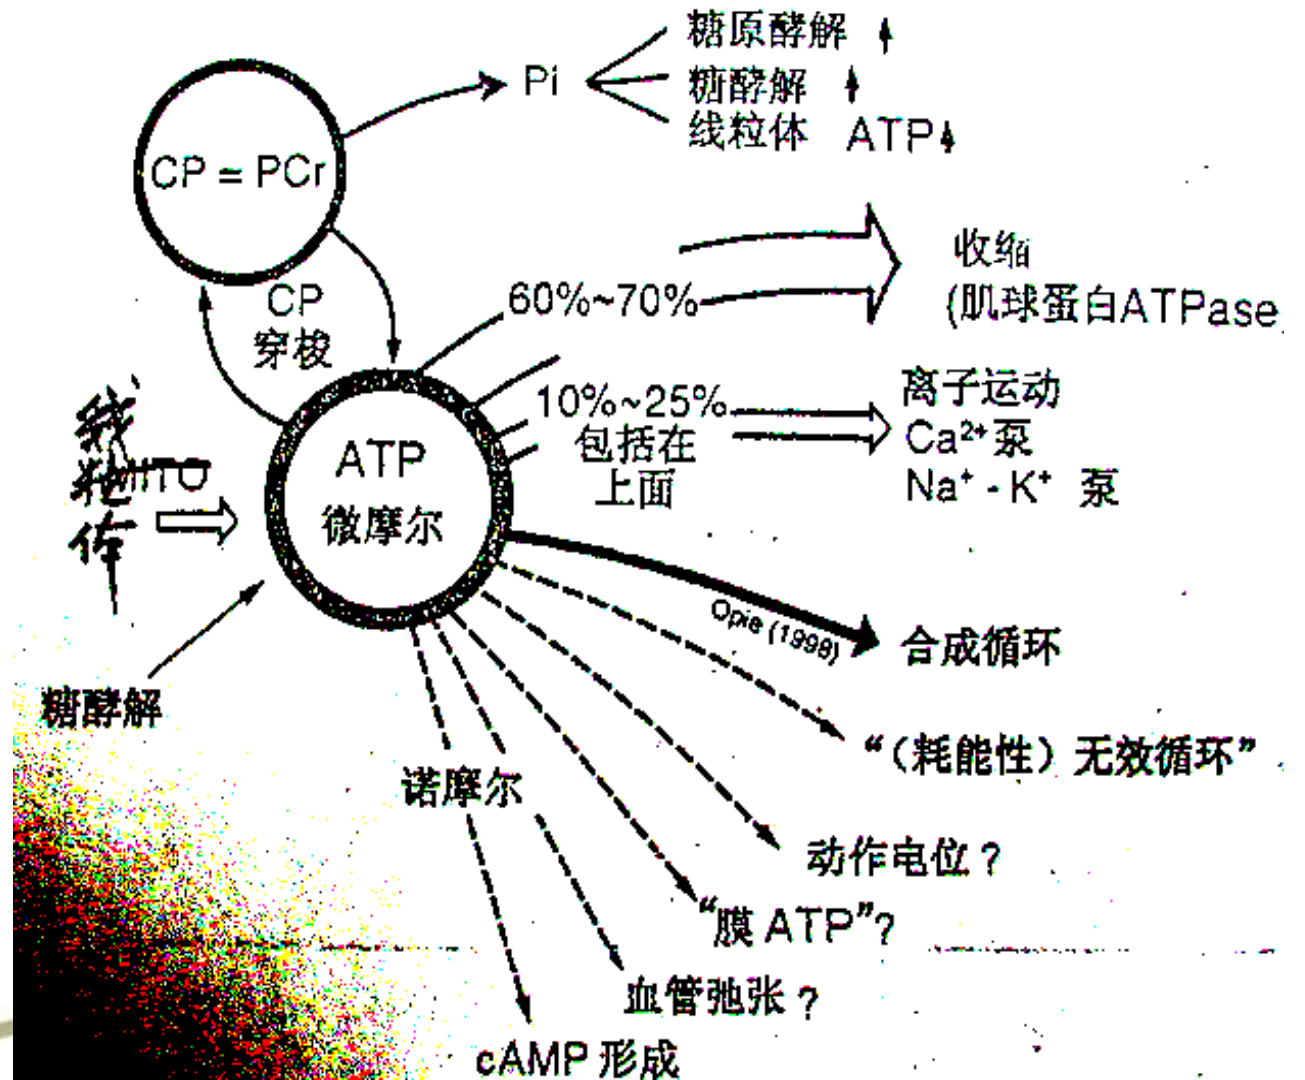 糖原酵解
Pi
糖酵解
线粒体 ATP
CP = PCr
CP
穿梭
60%~70%
收缩
(肌球蛋白ATPase
10%~25%
包括在
上面
离子运动
Ca²⁺泵
Na⁺ - K⁺ 泵
ATP
微摩尔
线
粒
体
MITO
糖酵解
Opie (1998)
合成循环
“（耗能性）无效循环”
诺摩尔
动作电位？
“膜 ATP”?
血管弛张？
cAMP 形成